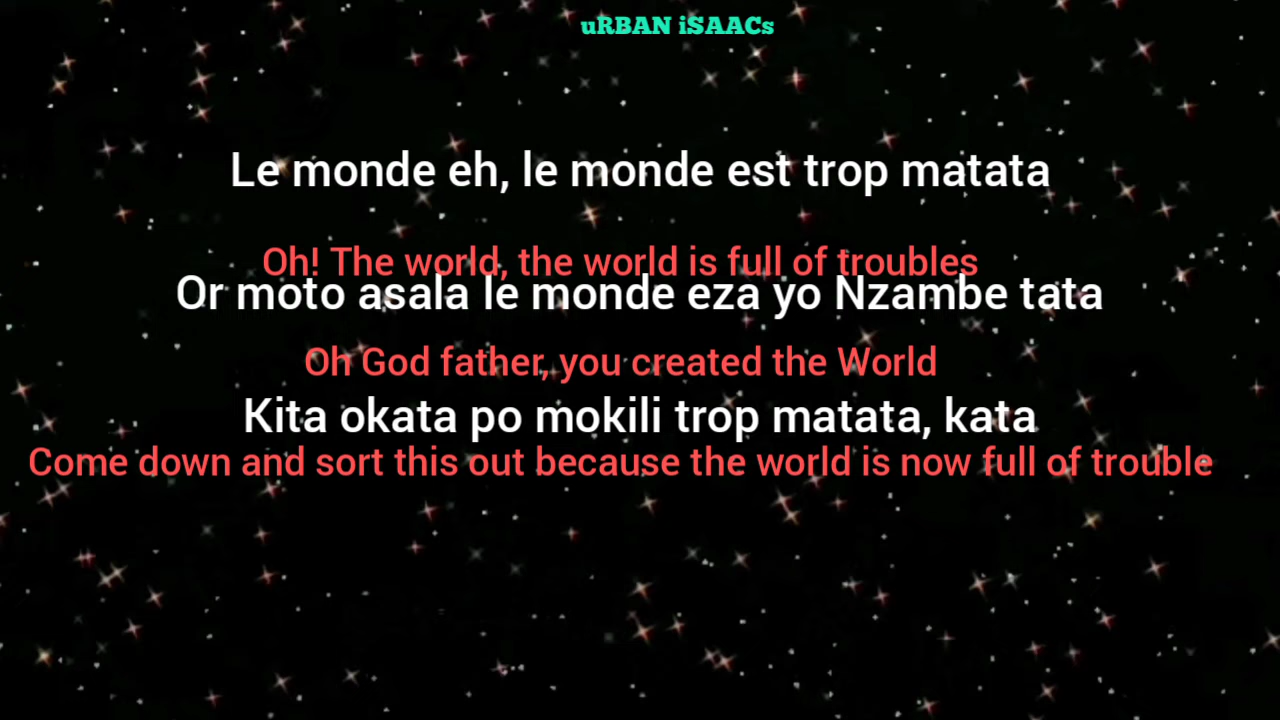 uRBAN iSAACs
Le monde eh, le monde est trop matata
Oh! The world, the world is full of troubles
Or moto asala le monde eza yo Nzambe tata
Oh God father, you created the World
Kita okata po mokili trop matata, kata
Come down and sort this out because the world is now full of trouble